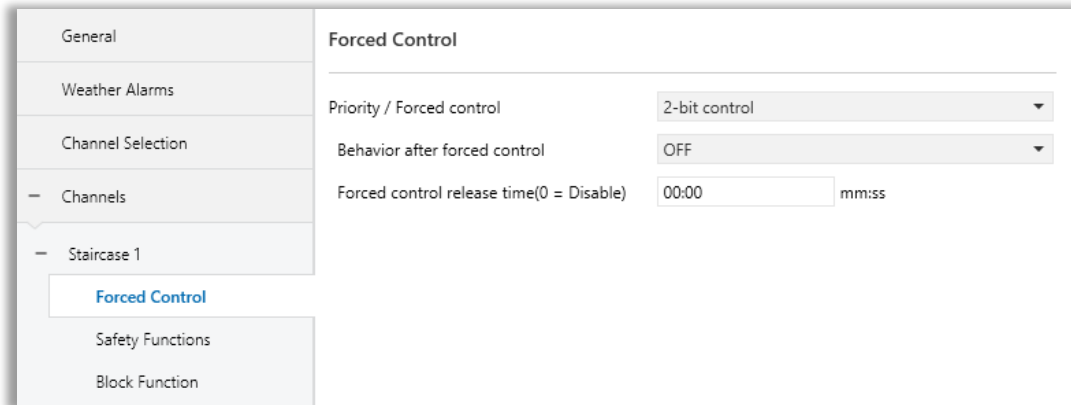 General
Weather Alarms
Channel Selection
Channels
Staircase 1
Forced Control
Safety Functions
Block Function
Forced Control
Priority / Forced control 2-bit control
Behavior after forced control OFF
Forced control release time(0 = Disable) 00:00 mm:ss